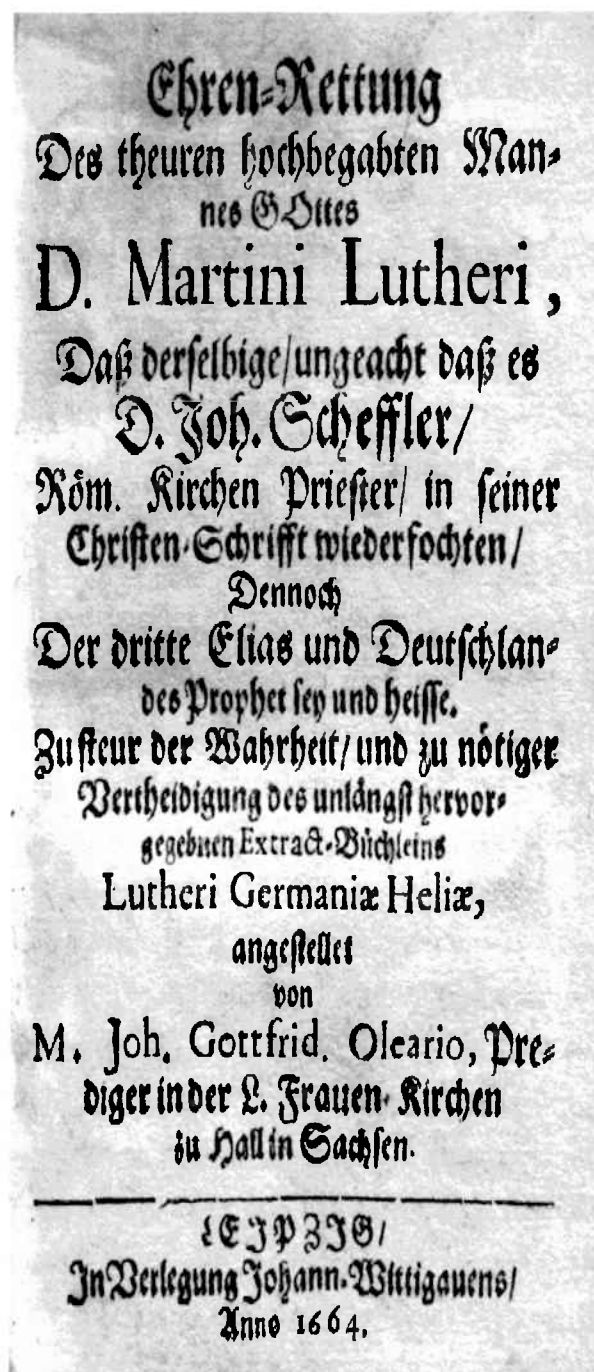 Ehren-Rettung
Des theuren hochbegabten Man-
nes GOttes
D. Martini Lutheri,
Daß derselbige/ungeacht daß es
D. Joh. Scheffler/
Röm. Kirchen Priester/ in seiner
Christen-Schrifft wiederfochten/
Dennoch
Der dritte Elias und Deutschlan-
des Prophet sey und heisse.
Zu steur der Wahrheit/und zu nötiger
Vertheidigung des unlängst hervor-
gegebnen Extract-Büchleins
Lutheri Germaniæ Heliæ,
angestellet
von
M. Joh. Gottfrid. Oleario, Pre-
diger in der L. Frauen-Kirchen
zu Hall in Sachsen.
LEJPZJG/
In Verlegung Johann-Wittigauens/
Anno 1664.